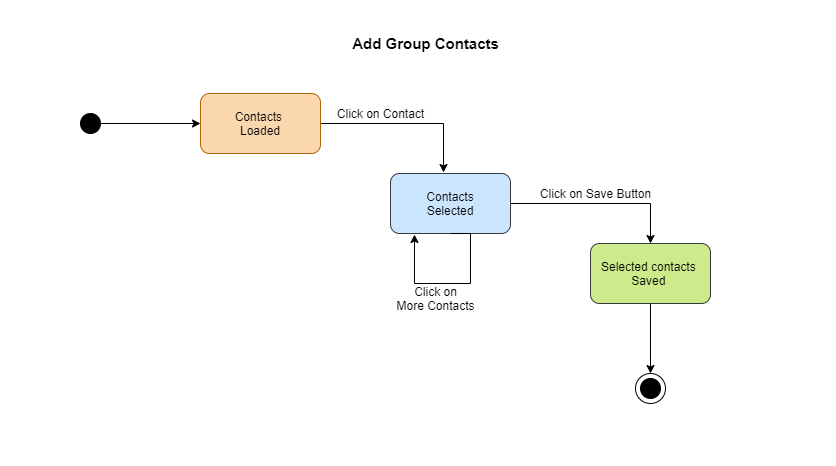 Add Group Contacts
Contacts
Loaded
Click on Contact
Contacts
Selected
Click on Save Button
Click on
More Contacts
Selected contacts
Saved